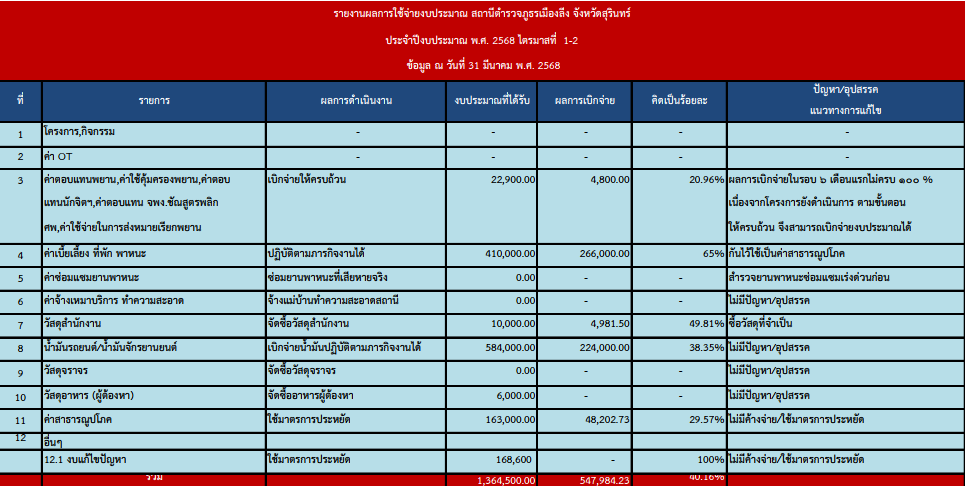 รายงานผลการใช้จ่ายงบประมาณ สถานีตำรวจภูธรเมืองลีง จังหวัดสุรินทร์
ประจำปีงบประมาณ พ.ศ. 2568 ไตรมาสที่ 1-2
ข้อมูล ณ วันที่ 31 มีนาคม พ.ศ. 2568
ที่ รายการ ผลการดำเนินงาน งบประมาณที่ได้รับ ผลการเบิกจ่าย คิดเป็นร้อยละ ปัญหา/อุปสรรค
แนวทางการแก้ไข
1 โครงการ,กิจกรรม - - - - -
2 ค่า OT - - - - -
3 ค่าตอบแทนพยาน,ค่าใช้คุ้มครองพยาน,ค่าตอบ เบิกจ่ายให้ครบถ้วน 22,900.00 4,800.00 20.96% ผลการเบิกจ่ายในรอบ ๖ เดือนแรกไม่ครบ ๑๐๐ %
แทนนักจิตฯ,ค่าตอบแทน จพง.ชัณสูตรพลิก เนื่องจากโครงการยังดำเนินการ ตามขั้นตอน
ศพ,ค่าใช้จ่ายในการส่งหมายเรียกพยาน ให้ครบถ้วน จึงสามารถเบิกจ่ายงบประมาณได้
4 ค่าเบี้ยเลี้ยง ที่พัก พาหนะ ปฏิบัติตามภารกิจงานได้ 410,000.00 266,000.00 65% กันไว้ใช้เป็นค่าสาธารณูปโภค
5 ค่าซ่อมแซมยานพาหนะ ซ่อมยานพาหนะที่เสียหายจริง 0.00 - - สำรวจยานพาหนะซ่อมแซมเร่งด่วนก่อน
6 ค่าจ้างเหมาบริการ ทำความสะอาด จ้างแม่บ้านทำความสะอาดสถานี 0.00 - - ไม่มีปัญหา/อุปสรรค
7 วัสดุสำนักงาน จัดซื้อวัสดุสำนักงาน 10,000.00 4,981.50 49.81% ซื้อวัสดุที่จำเป็น
8 น้ำมันรถยนต์/น้ำมันจักรยานยนต์ เบิกจ่ายน้ำมันปฏิบัติตามภารกิจงานได้ 584,000.00 224,000.00 38.35% ไม่มีปัญหา/อุปสรรค
9 วัสดุจราจร จัดซื้อวัสดุจราจร 0.00 - - ไม่มีปัญหา/อุปสรรค
10 วัสดุอาหาร (ผู้ต้องหา) จัดซื้ออาหารผู้ต้องหา 6,000.00 - - ไม่มีปัญหา/อุปสรรค
11 ค่าสาธารณูปโภค ใช้มาตรการประหยัด 163,000.00 48,202.73 29.57% ไม่มีค้างจ่าย/ใช้มาตรการประหยัด
12 อื่นๆ
12.1 งบแก้ไขปัญหา ใช้มาตรการประหยัด 168,600 - 100% ไม่มีค้างจ่าย/ใช้มาตรการประหยัด
รวม 1,364,500.00 547,984.23 40.16%